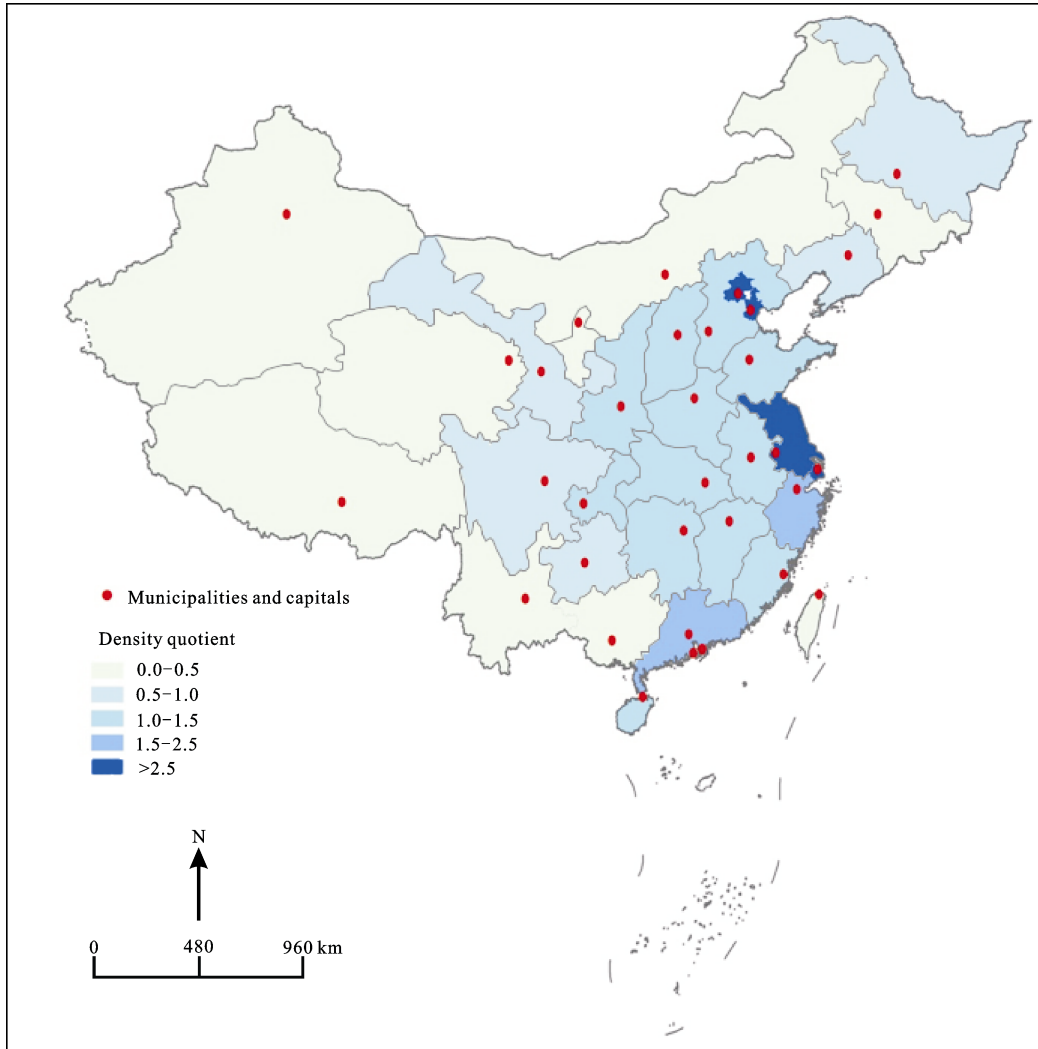 Municipalities and capitals
Density quotient
0.0−0.5
0.5−1.0
1.0−1.5
1.5−2.5
>2.5
N
0 480 960 km